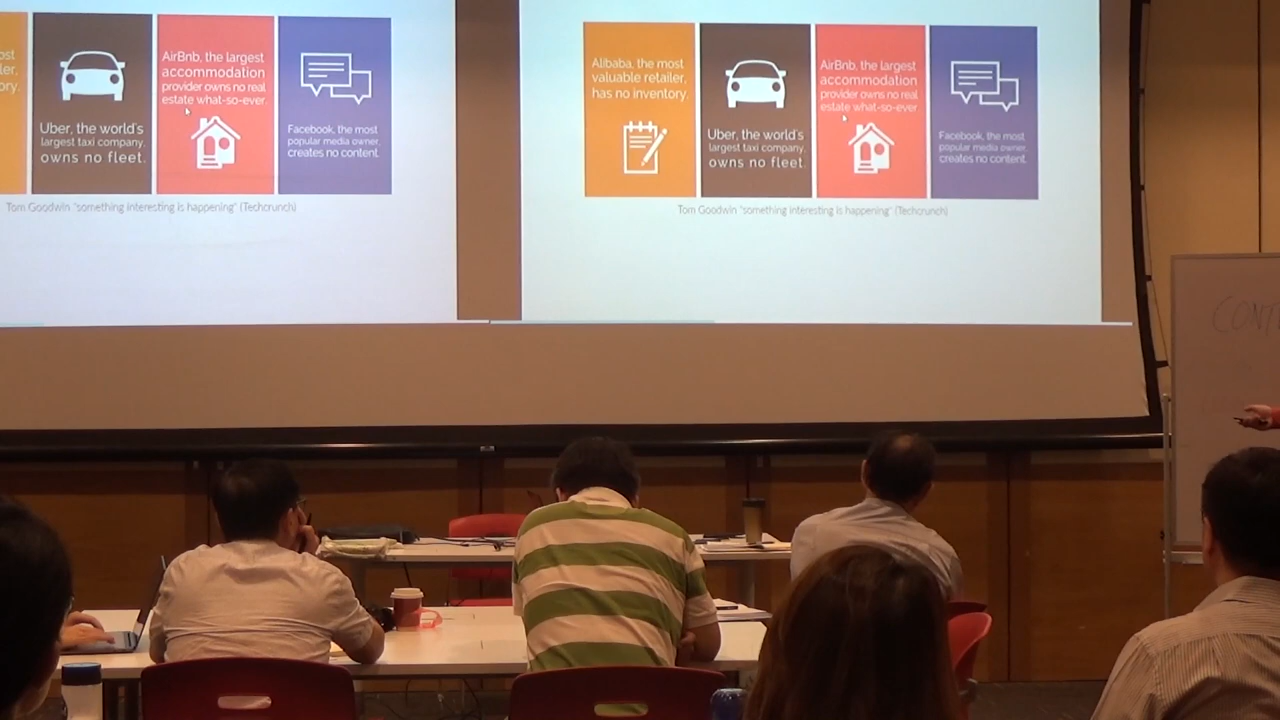 ost
ler,
ory.
Uber, the world's
largest taxi company,
owns no fleet.
AirBnb, the largest
accommodation
provider owns no real
estate what-so-ever.
Facebook, the most
popular media owner,
creates no content.
Tom Goodwin "something interesting is happening" (Techcrunch)
Alibaba, the most
valuable retailer,
has no inventory.
Uber, the world's
largest taxi company,
owns no fleet.
AirBnb, the largest
accommodation
provider owns no real
estate what-so-ever
Facebook, the most
popular media owner,
creates no content.
Tom Goodwin "something interesting is happening" (Techcrunch)
CONT